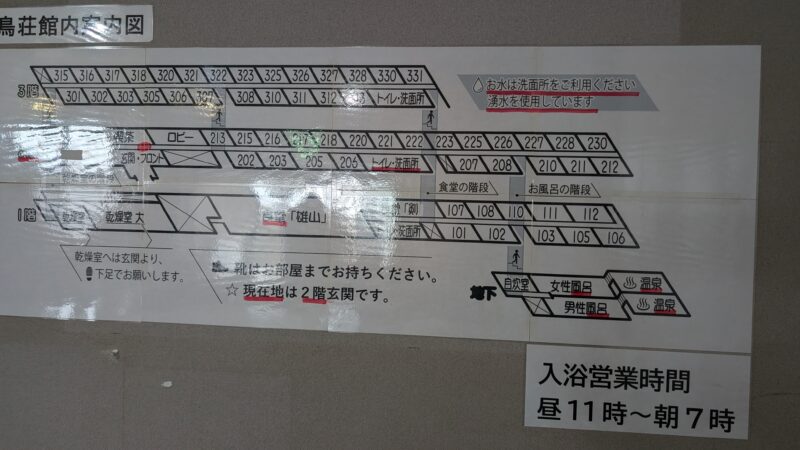 鳥荘館内案内図
315 316 317 318 320 321 322 323 325 326 327 328 330 331
3階
301 302 303 305 306 307 308 310 311 312 トイレ・洗面所
お水は洗面所をご利用ください
湧水を使用しています
喫茶 ロビー 213 215 216 217 218 220 221 222 223 225 226 227 228 230
玄関・フロント 202 203 205 206 トイレ・洗面所 207 208 210 211 212
食堂の階段 お風呂の階段
1階
乾燥室 乾燥室 大 食堂「雄山」 107 108 110 111 112
洗面所 101 102 103 105 106
乾燥室へは玄関より、
下足でお願いします。
靴はお部屋までお持ちください。
☆ 現在地は2階玄関です。
地下 自炊室 女性風呂 ♨温泉
男性風呂 ♨温泉
入浴営業時間
昼11時～朝7時